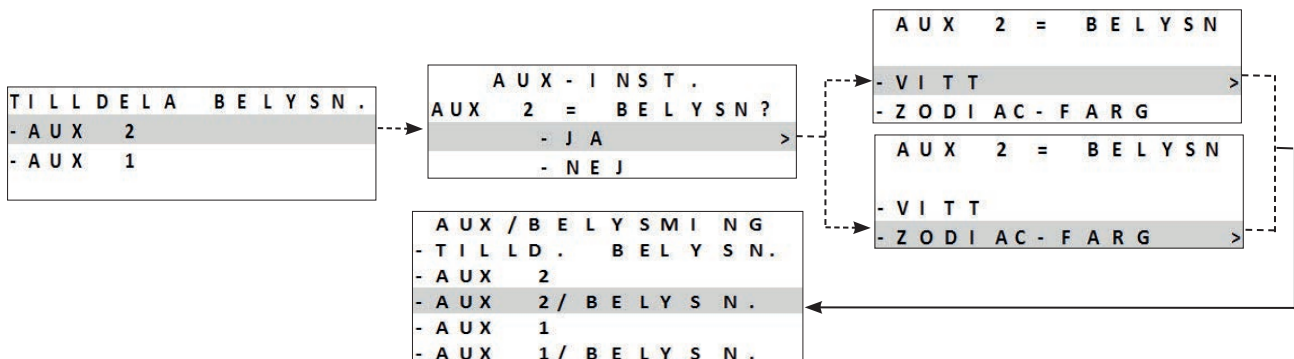 TILLDELA BELYSN.
-AUX 2
-AUX 1
AUX-INST.
AUX 2 = BELYSN?
-JA >
-NEJ
AUX 2 = BELYSN
-VITT >
-ZODIAC-FARG
AUX 2 = BELYSN
-VITT
-ZODIAC-FARG >
AUX/BELYSMING
-TILLD. BELYSN.
-AUX 2
-AUX 2/BELYSN.
-AUX 1
-AUX 1/BELYSN.